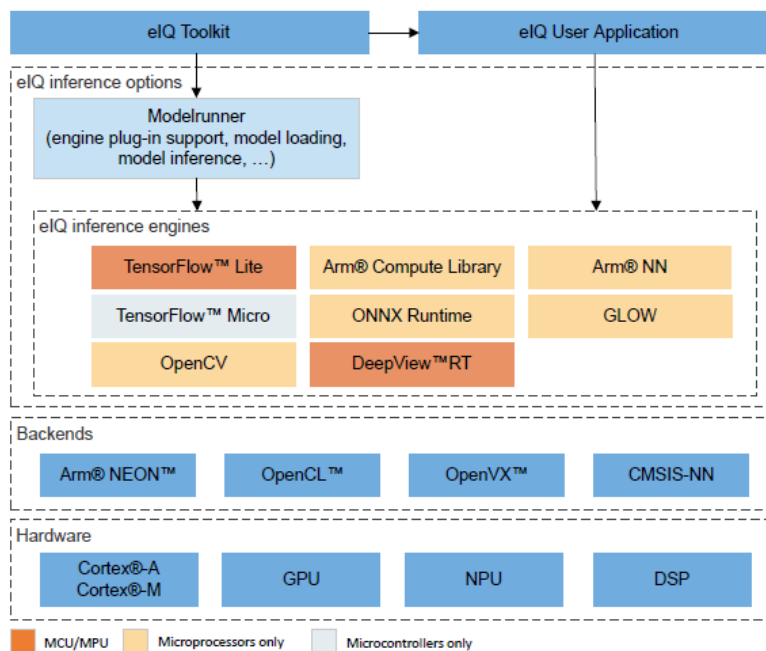 eIQ Toolkit
eIQ User Application
eIQ inference options
Modelrunner
(engine plug-in support, model loading,
model inference, …)
eIQ inference engines
TensorFlow™ Lite
Arm® Compute Library
Arm® NN
TensorFlow™ Micro
ONNX Runtime
GLOW
OpenCV
DeepView™RT
Backends
Arm® NEON™
OpenCL™
OpenVX™
CMSIS-NN
Hardware
Cortex®-A
Cortex®-M
GPU
NPU
DSP
MCU/MPU
Microprocessors only
Microcontrollers only